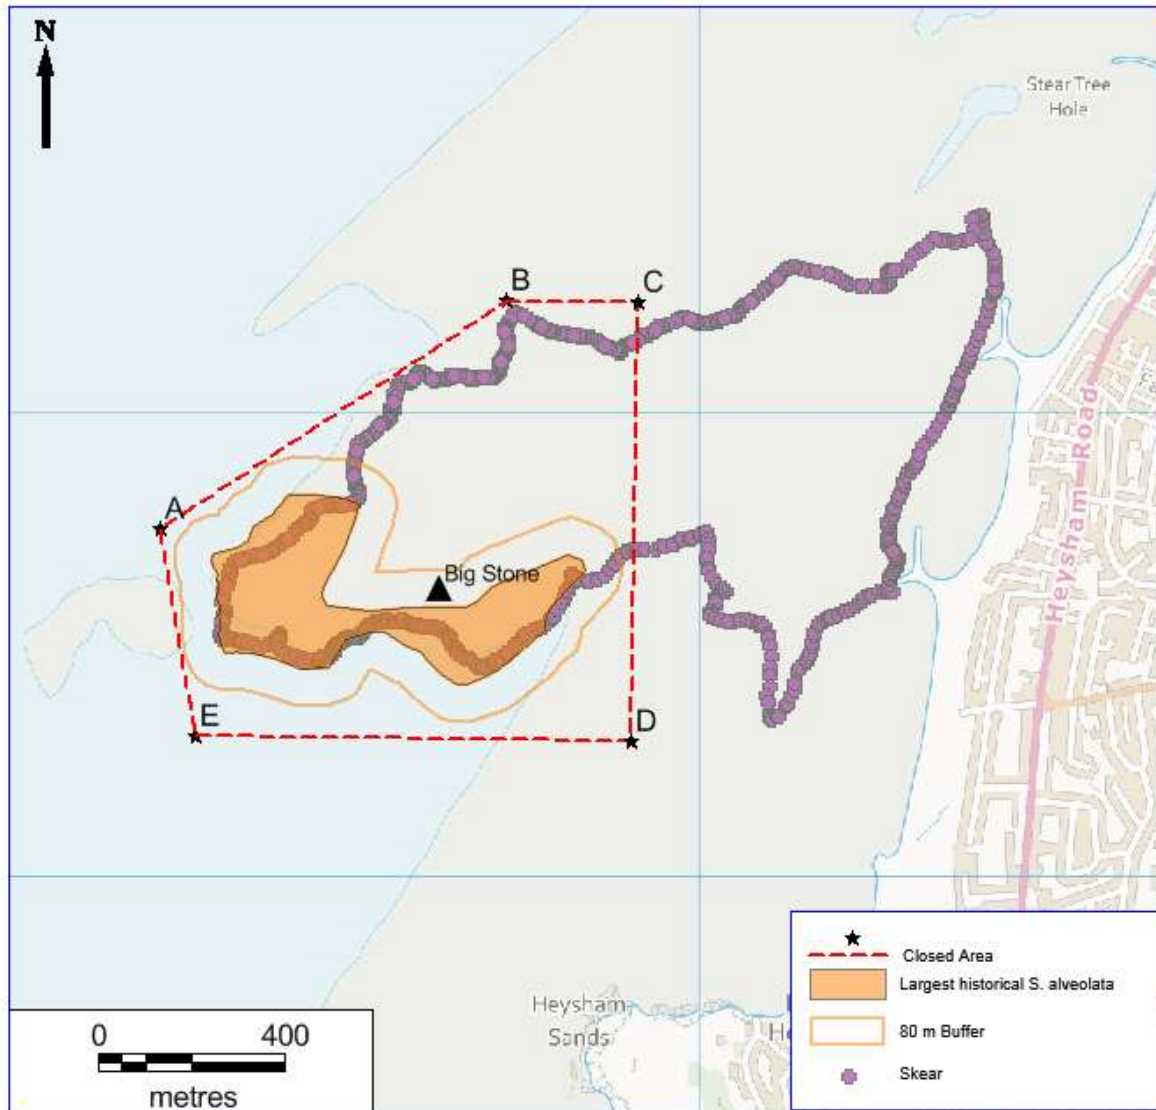 N
Stear Tree
Hole
B
C
Heysham Road
A
Big Stone
E
D
Closed Area
Largest historical S. alveolata
80 m Buffer
Skear
Heysham
Sands
0 400
metres